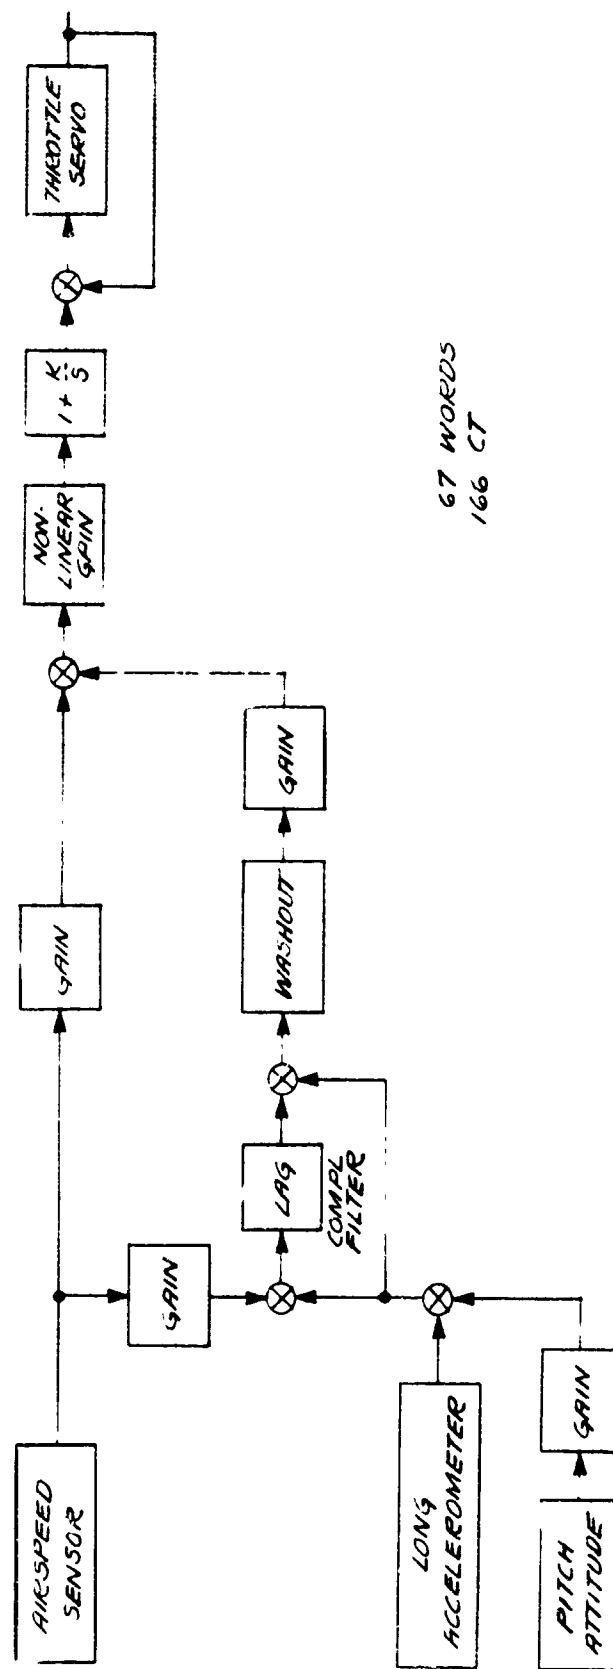 AIRSPEED
SENSOR
GAIN
NON-
LINEAR
GAIN
1 + K/S
THROTTLE
SERVO
GAIN
LAG
COMPL
FILTER
WASHOUT
GAIN
LONG
ACCELEROMETER
PITCH
ATTITUDE
GAIN
67 WORDS
166 CT